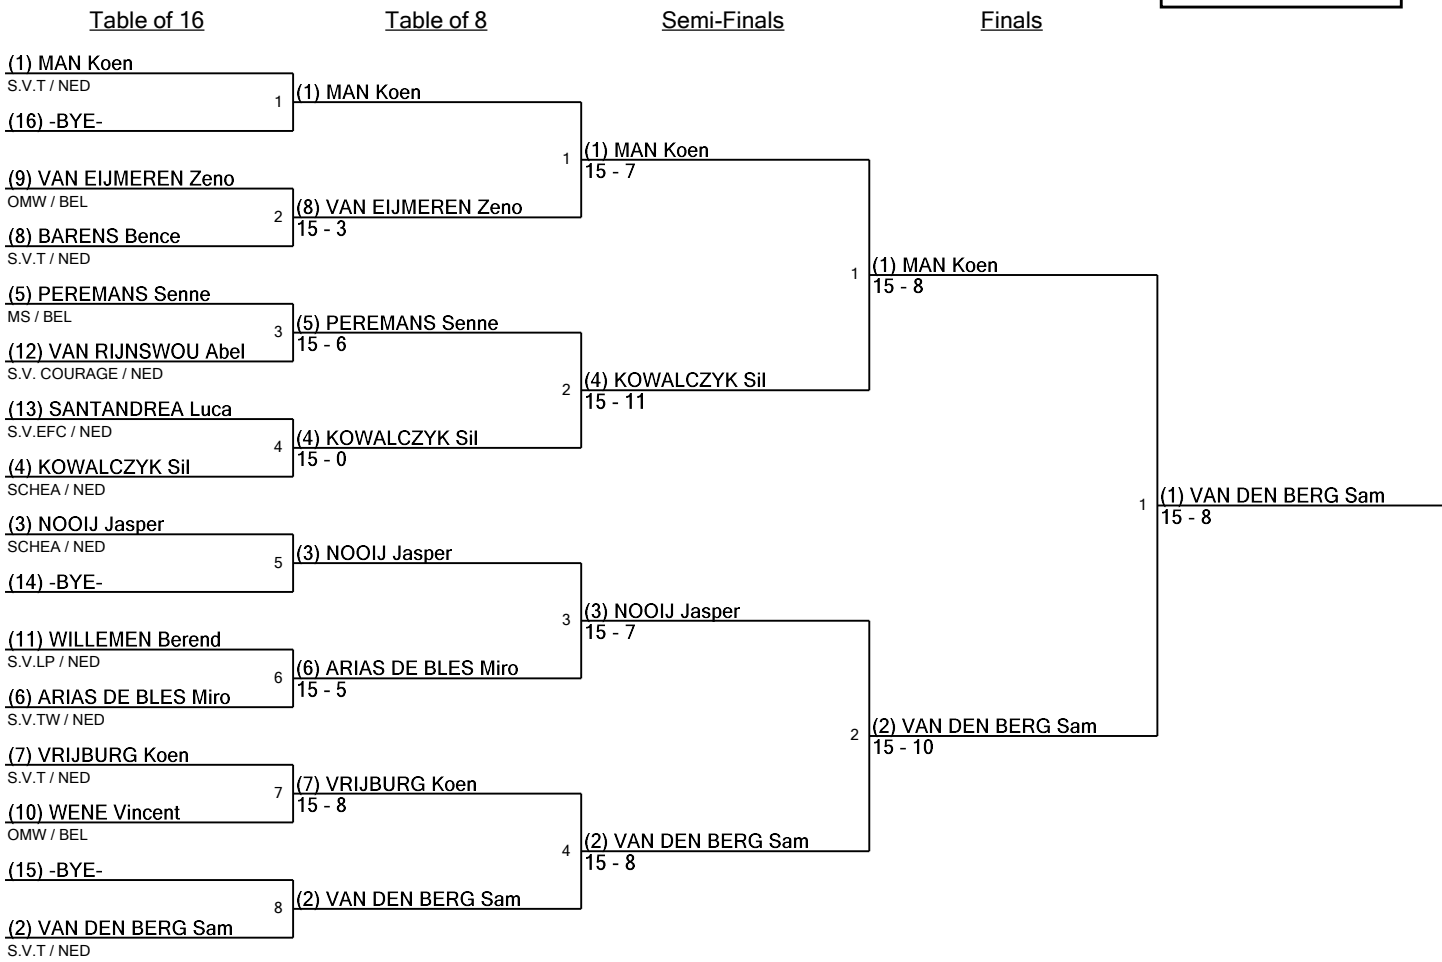 Table of 16
Table of 8
Semi-Finals
Finals
(1) MAN Koen
S.V.T / NED
(16) -BYE-
(9) VAN EIJMEREN Zeno
OMW / BEL
(8) BARENS Bence
S.V.T / NED
(5) PEREMANS Senne
MS / BEL
(12) VAN RIJNSWOU Abel
S.V. COURAGE / NED
(13) SANTANDREA Luca
S.V.EFC / NED
(4) KOWALCZYK Sil
SCHEA / NED
(3) NOOIJ Jasper
SCHEA / NED
(14) -BYE-
(11) WILLEMEN Berend
S.V.LP / NED
(6) ARIAS DE BLES Miro
S.V.TW / NED
(7) VRIJBURG Koen
S.V.T / NED
(10) WENE Vincent
OMW / BEL
(15) -BYE-
(2) VAN DEN BERG Sam
S.V.T / NED
1
(1) MAN Koen
2
(8) VAN EIJMEREN Zeno
15 - 3
3
(5) PEREMANS Senne
15 - 6
4
(4) KOWALCZYK Sil
15 - 0
5
(3) NOOIJ Jasper
6
(6) ARIAS DE BLES Miro
15 - 5
7
(7) VRIJBURG Koen
15 - 8
8
(2) VAN DEN BERG Sam
1
(1) MAN Koen
15 - 7
2
(4) KOWALCZYK Sil
15 - 11
3
(3) NOOIJ Jasper
15 - 7
4
(2) VAN DEN BERG Sam
15 - 8
1
(1) MAN Koen
15 - 8
2
(2) VAN DEN BERG Sam
15 - 10
1
(1) VAN DEN BERG Sam
15 - 8